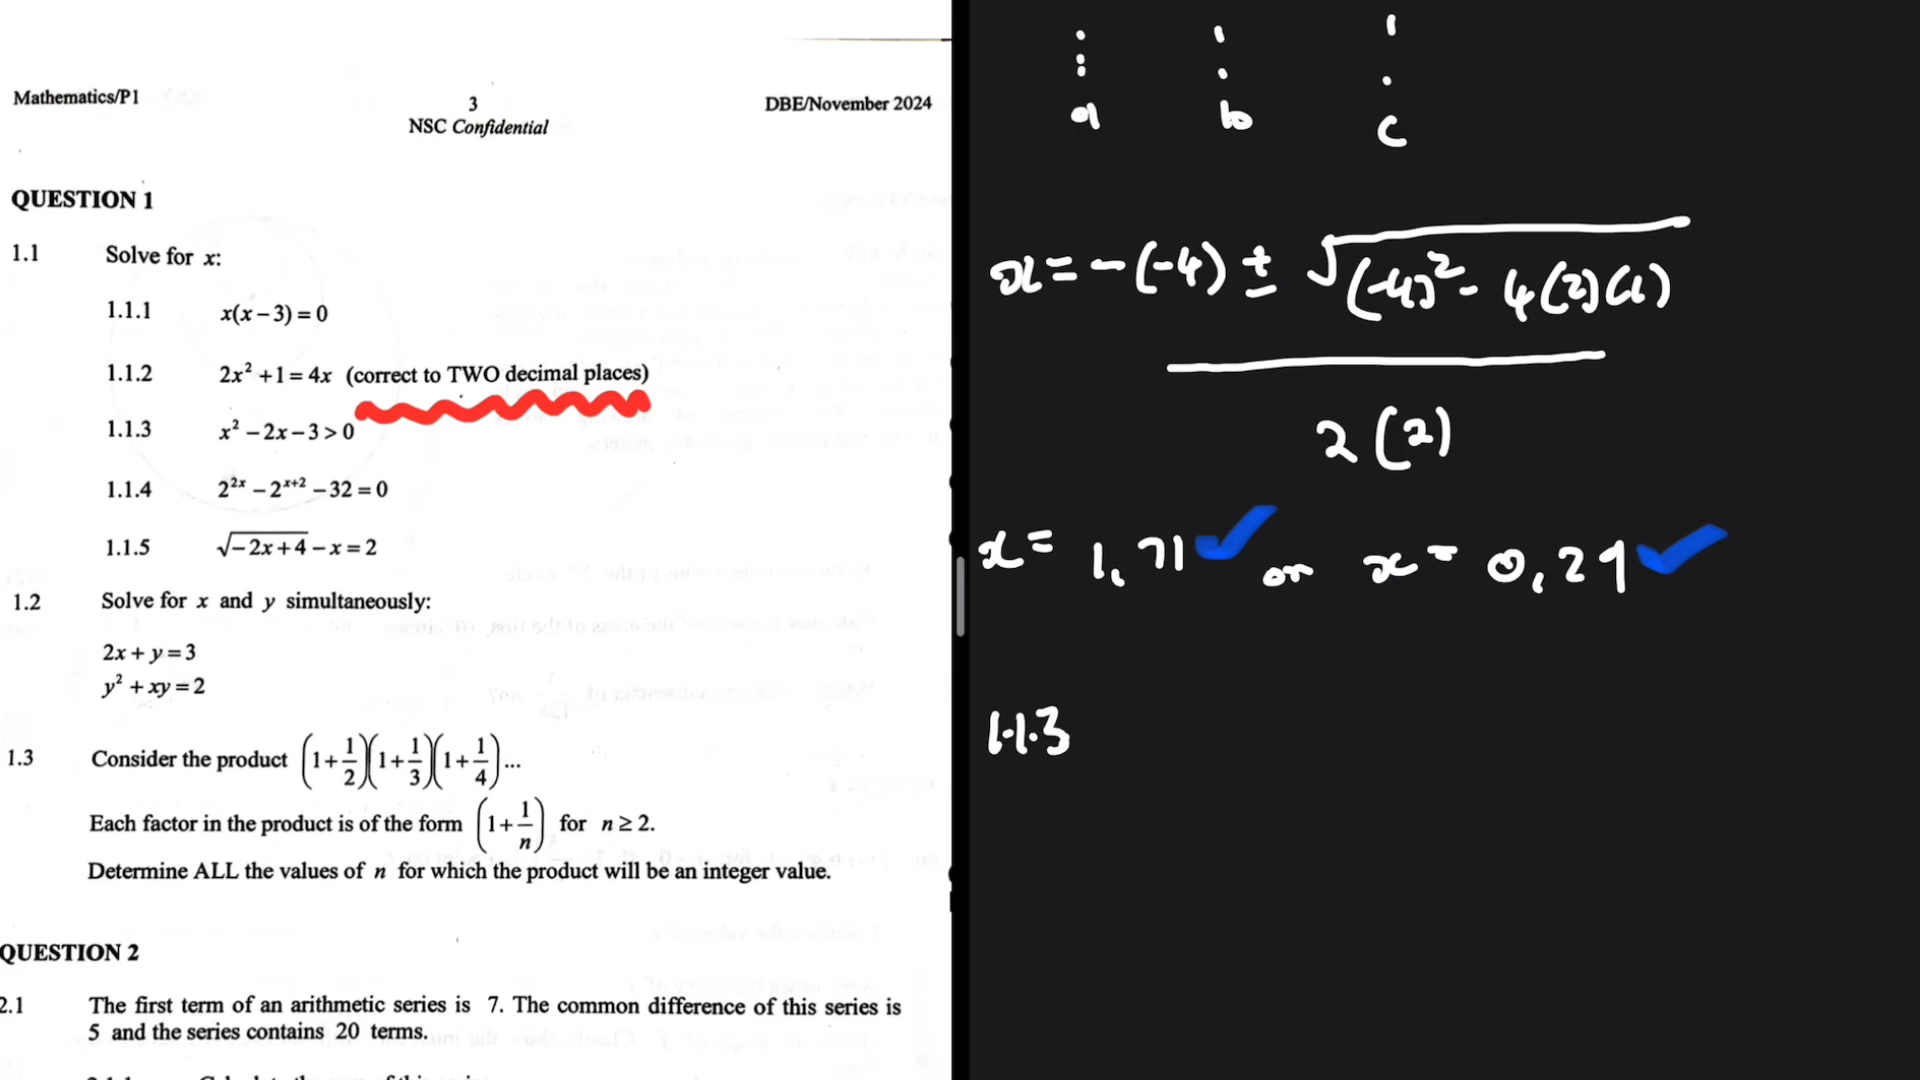 Mathematics/P1
3
NSC Confidential
DBE/November 2024
QUESTION 1
1.1 Solve for x:
1.1.1 x(x − 3) = 0
1.1.2 2x² + 1 = 4x (correct to TWO decimal places)
1.1.3 x² − 2x − 3 > 0
1.1.4 2²ˣ − 2ˣ⁺² − 32 = 0
1.1.5 √(−2x + 4) − x = 2
1.2 Solve for x and y simultaneously:
2x + y = 3
y² + xy = 2
1.3 Consider the product (1 + 1/2)(1 + 1/3)(1 + 1/4)...
Each factor in the product is of the form (1 + 1/n) for n ≥ 2.
Determine ALL the values of n for which the product will be an integer value.
QUESTION 2
2.1 The first term of an arithmetic series is 7. The common difference of this series is
5 and the series contains 20 terms.
a b c
x = −(−4) ± √((−4)² − 4(2)(1))
2(2)
x = 1,71 or x = 0,29
1.1.3